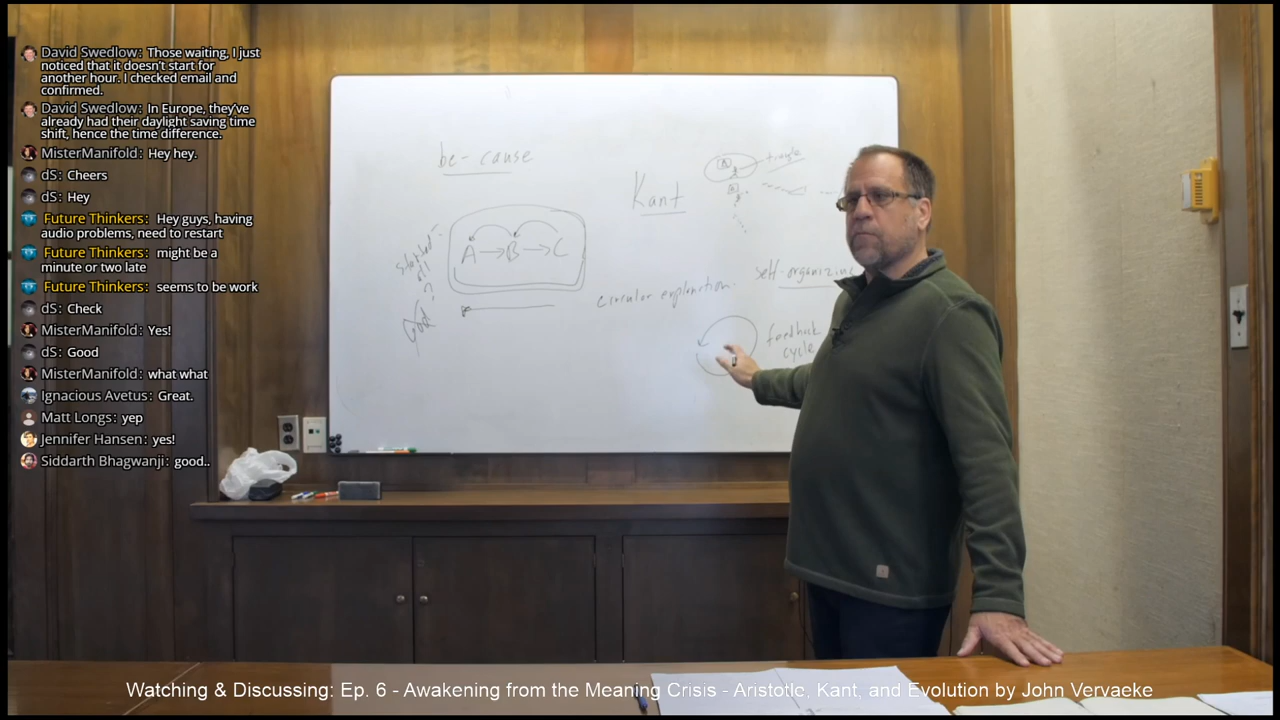 David Swedlow: Those waiting, I just
noticed that it doesn't start for
another hour. I checked email and
confirmed.
David Swedlow: In Europe, they've
already had their daylight saving time
shift, hence the time difference.
MisterManifold: Hey hey.
dS: Cheers
dS: Hey
Future Thinkers: Hey guys, having
audio problems, need to restart
Future Thinkers: might be a
minute or two late
Future Thinkers: seems to be work
dS: Check
MisterManifold: Yes!
dS: Good
MisterManifold: what what
Ignacious Avetus: Great.
Matt Longs: yep
Jennifer Hansen: yes!
Siddarth Bhagwanji: good..
be-cause
Kant
triangle
A → B → C
God
self-organizing
circular explanation
feedback
cycle
Watching & Discussing: Ep. 6 - Awakening from the Meaning Crisis - Aristotle, Kant, and Evolution by John Vervaeke